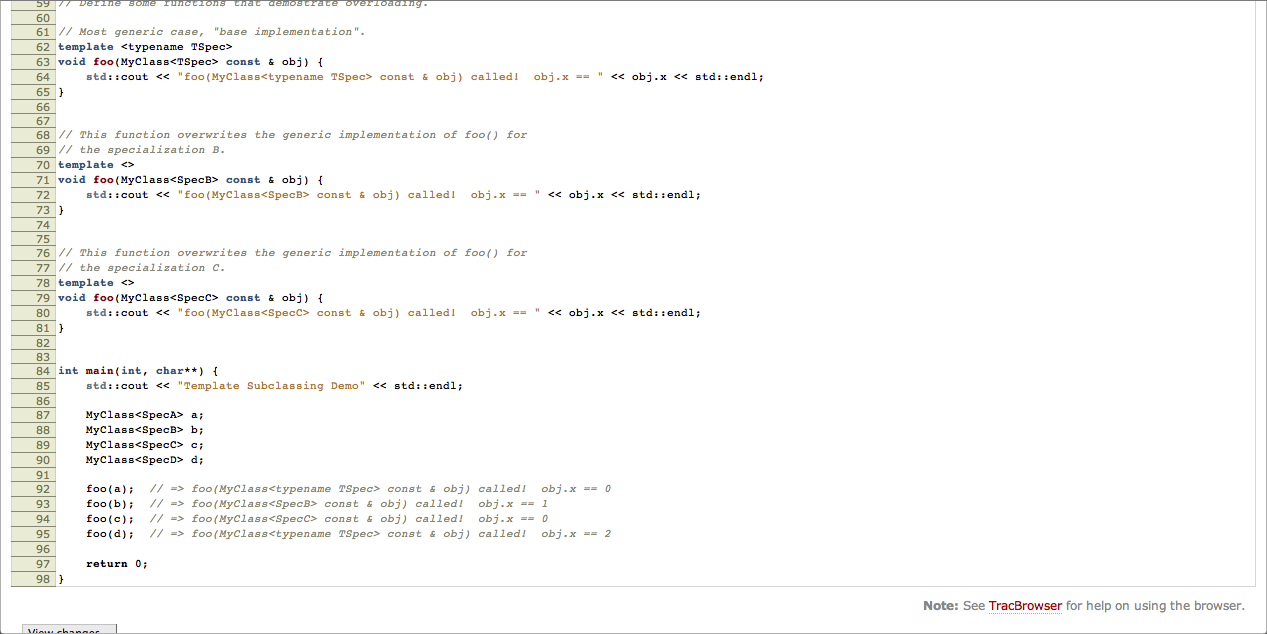 59 // Define some functions that demostrate overloading.
60
61 // Most generic case, "base implementation".
62 template <typename TSpec>
63 void foo(MyClass<TSpec> const & obj) {
64     std::cout << "foo(MyClass<typename TSpec> const & obj) called!  obj.x == " << obj.x << std::endl;
65 }
66
67
68 // This function overwrites the generic implementation of foo() for
69 // the specialization B.
70 template <>
71 void foo(MyClass<SpecB> const & obj) {
72     std::cout << "foo(MyClass<SpecB> const & obj) called!  obj.x == " << obj.x << std::endl;
73 }
74
75
76 // This function overwrites the generic implementation of foo() for
77 // the specialization C.
78 template <>
79 void foo(MyClass<SpecC> const & obj) {
80     std::cout << "foo(MyClass<SpecC> const & obj) called!  obj.x == " << obj.x << std::endl;
81 }
82
83
84 int main(int, char**) {
85     std::cout << "Template Subclassing Demo" << std::endl;
86
87     MyClass<SpecA> a;
88     MyClass<SpecB> b;
89     MyClass<SpecC> c;
90     MyClass<SpecD> d;
91
92     foo(a);  // => foo(MyClass<typename TSpec> const & obj) called!  obj.x == 0
93     foo(b);  // => foo(MyClass<SpecB> const & obj) called!  obj.x == 1
94     foo(c);  // => foo(MyClass<SpecC> const & obj) called!  obj.x == 0
95     foo(d);  // => foo(MyClass<typename TSpec> const & obj) called!  obj.x == 2
96
97     return 0;
98 }
Note: See TracBrowser for help on using the browser.
View changes...